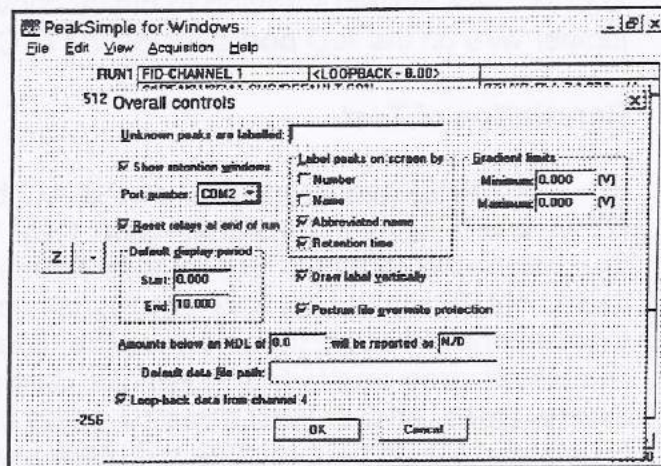 PeakSimple for Windows
File Edit View Acquisition Help
RUN1 FID-CHANNEL 1 <LOOPBACK - 0.00>
512
Overall controls
Unknown peaks are labelled:
Show retention windows
Port number: COM2
Reset relays at end of run
Label peaks on screen by
Number
Name
Abbreviated name
Retention time
Gradient limits
Minimum: 0.000 (V)
Maximum: 0.000 (V)
Z -
Default display period
Start: 0.000
End: 10.000
Draw label vertically
Postrun file overwrite protection
Amounts below an MDL of 0.0 will be reported as N/D
Default data file path:
Loop-back data from channel 4
-256
OK Cancel